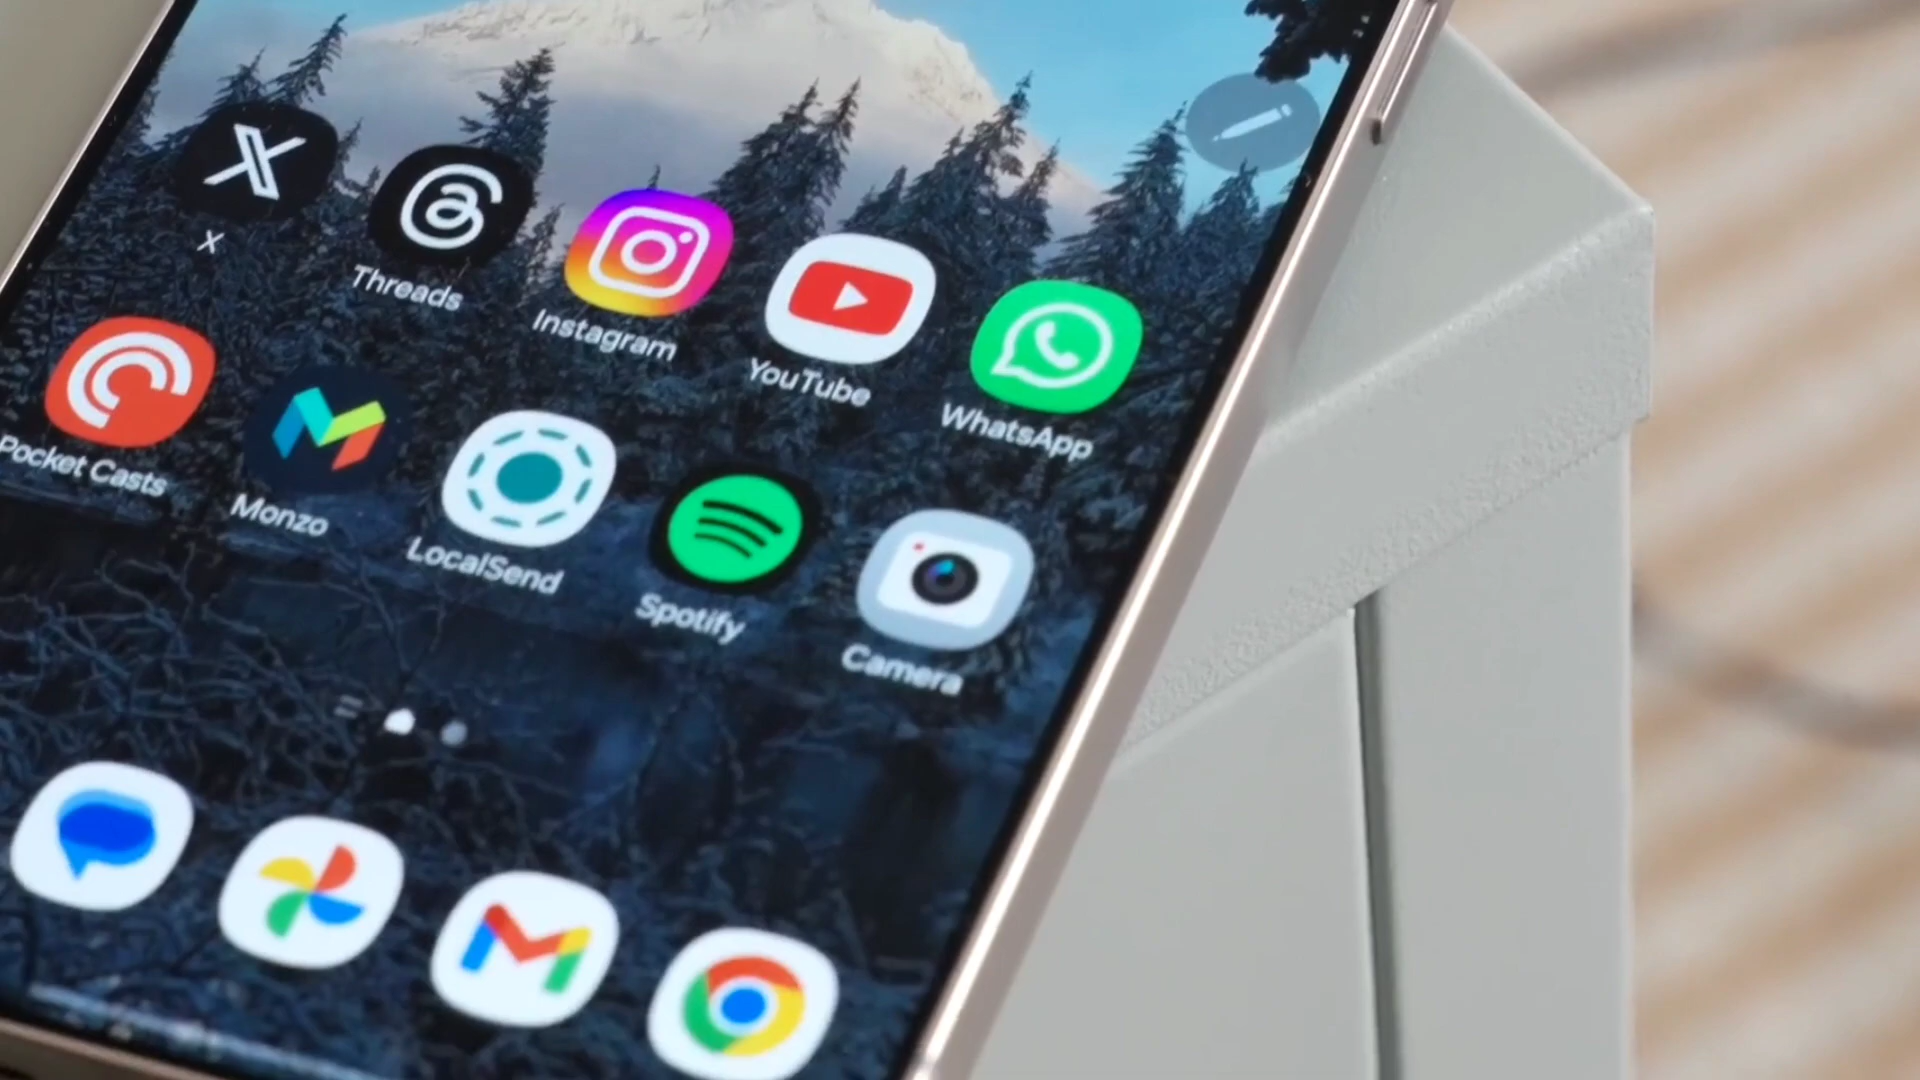 X
Threads
Instagram
YouTube
WhatsApp
Pocket Casts
Monzo
LocalSend
Spotify
Camera